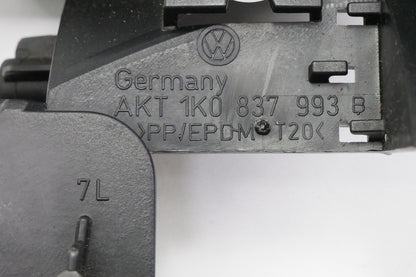 Germany
AKT 1K0 837 993 B
>PP/EPDM T20<
7L